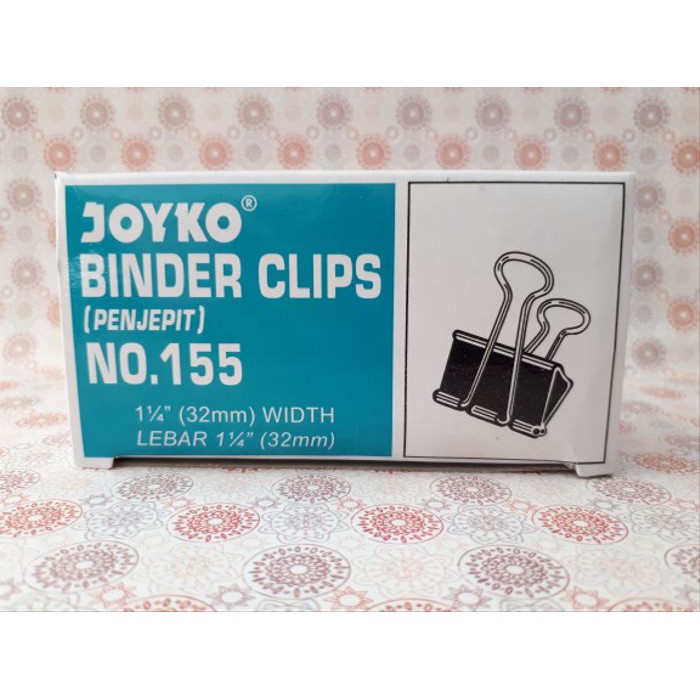 JOYKO®
BINDER CLIPS
(PENJEPIT)
NO.155
1¼" (32mm) WIDTH
LEBAR 1¼" (32mm)